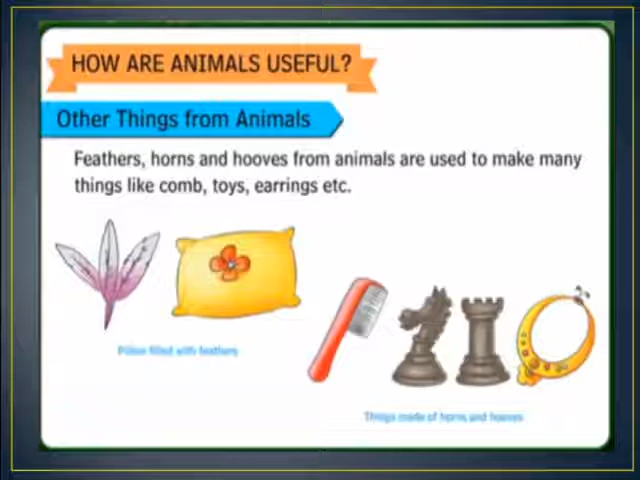 HOW ARE ANIMALS USEFUL?
Other Things from Animals
Feathers, horns and hooves from animals are used to make many
things like comb, toys, earrings etc.
Pillow filled with feathers
Things made of horns and hooves